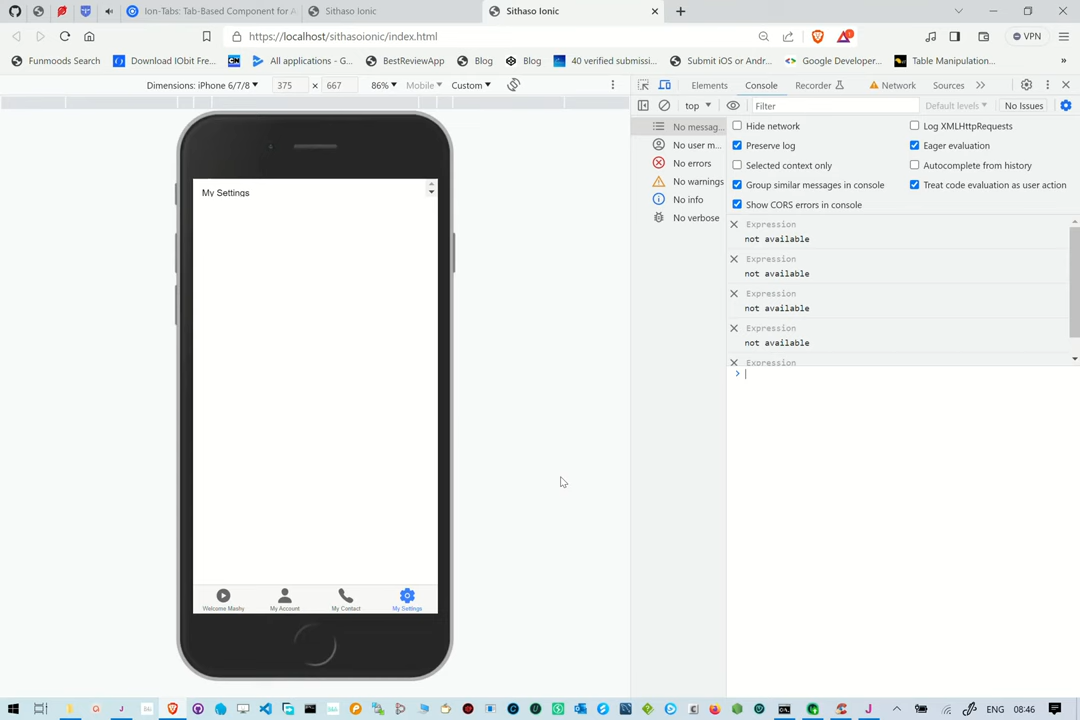 Ion-Tabs: Tab-Based Component for A
Sithaso Ionic
Sithaso Ionic
https://localhost/sithasoionic/index.html
VPN
Funmoods Search
Download IObit Fre...
All applications - G...
BestReviewApp
Blog
Blog
40 verified submissi...
Submit iOS or Andr...
Google Developer...
Table Manipulation...
Dimensions: iPhone 6/7/8
375
×
667
86%
Mobile
Custom
Elements
Console
Recorder
Network
Sources
top
Filter
Default levels
No Issues
No messag...
No user m...
No errors
No warnings
No info
No verbose
Hide network
Log XMLHttpRequests
Preserve log
Eager evaluation
Selected context only
Autocomplete from history
Group similar messages in console
Treat code evaluation as user action
Show CORS errors in console
Expression
not available
Expression
not available
Expression
not available
Expression
not available
Expression
My Settings
Welcome Mashy
My Account
My Contact
My Settings
ENG
08:46